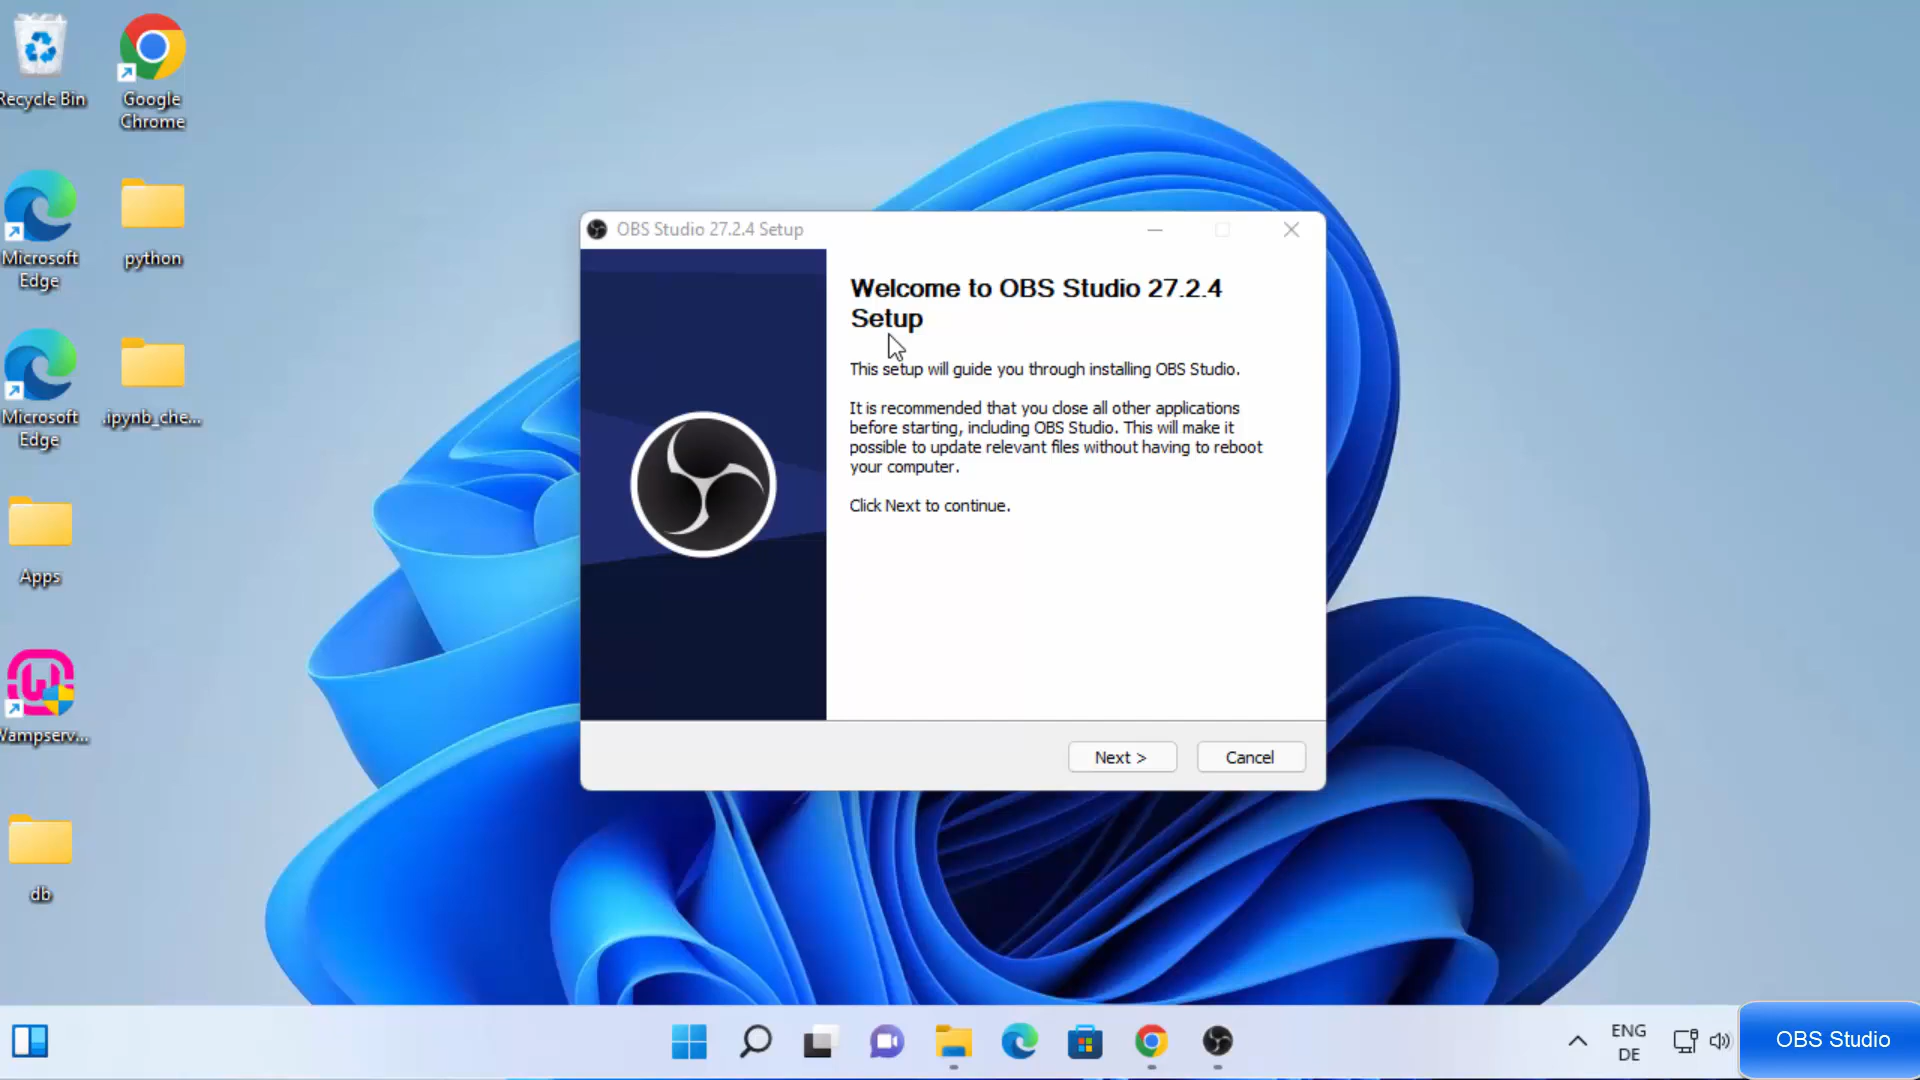 Recycle Bin
Google
Chrome
Microsoft
Edge
python
Microsoft
Edge
.ipynb_che...
Apps
Wampserv...
db
OBS Studio 27.2.4 Setup
Welcome to OBS Studio 27.2.4
Setup
This setup will guide you through installing OBS Studio.
It is recommended that you close all other applications
before starting, including OBS Studio. This will make it
possible to update relevant files without having to reboot
your computer.
Click Next to continue.
Next >
Cancel
ENG
DE
OBS Studio